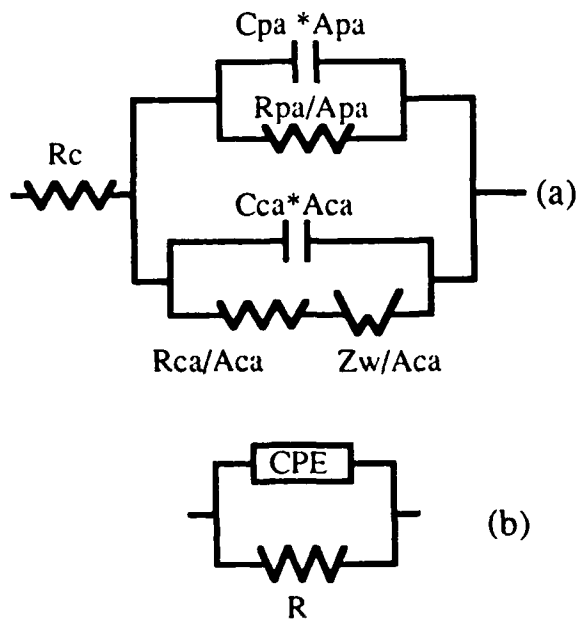 Cpa *Apa
Rpa/Apa
Rc
Cca*Aca
(a)
Rca/Aca Zw/Aca
CPE
(b)
R